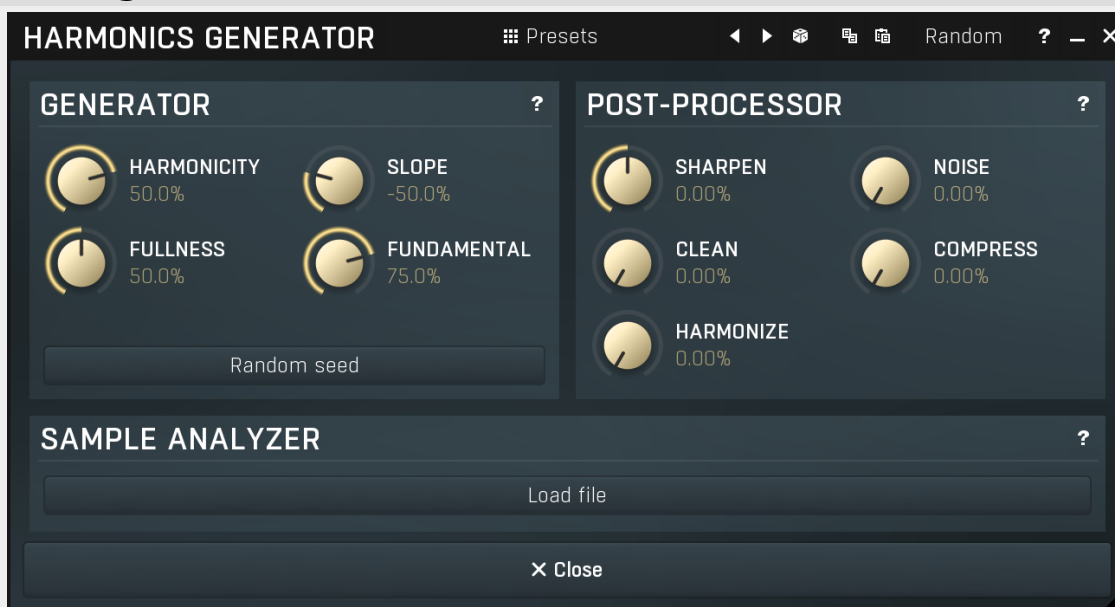 HARMONICS GENERATOR Presets Random ?
GENERATOR ?
HARMONICITY
50.0%
SLOPE
-50.0%
FULLNESS
50.0%
FUNDAMENTAL
75.0%
Random seed
POST-PROCESSOR ?
SHARPEN
0.00%
NOISE
0.00%
CLEAN
0.00%
COMPRESS
0.00%
HARMONIZE
0.00%
SAMPLE ANALYZER ?
Load file
Close